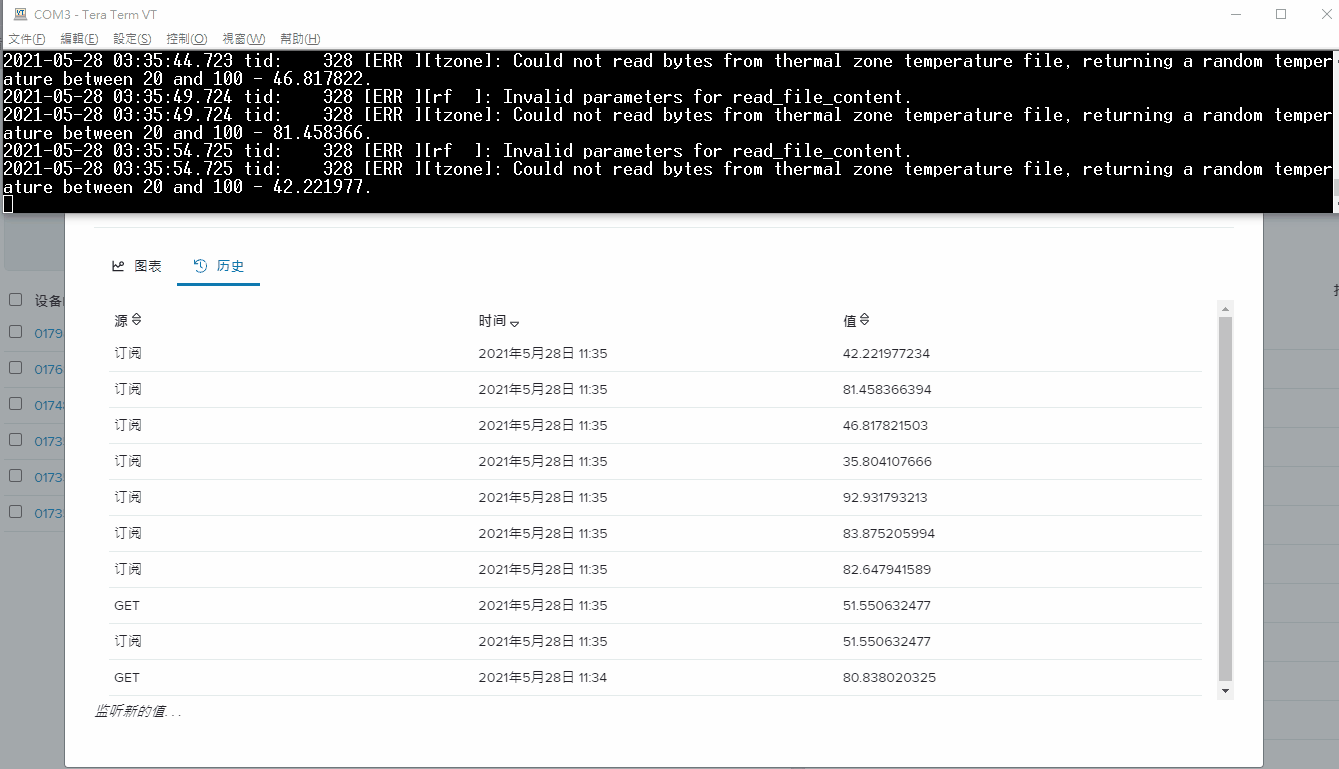 COM3 - Tera Term VT
文件(F) 編輯(E) 設定(S) 控制(O) 視窗(W) 幫助(H)
2021-05-28 03:35:44.723 tid:    328 [ERR ][tzone]: Could not read bytes from thermal zone temperature file, returning a random temper
ature between 20 and 100 - 46.817822.
2021-05-28 03:35:49.724 tid:    328 [ERR ][rf  ]: Invalid parameters for read_file_content.
2021-05-28 03:35:49.724 tid:    328 [ERR ][tzone]: Could not read bytes from thermal zone temperature file, returning a random temper
ature between 20 and 100 - 81.458366.
2021-05-28 03:35:54.725 tid:    328 [ERR ][rf  ]: Invalid parameters for read_file_content.
2021-05-28 03:35:54.725 tid:    328 [ERR ][tzone]: Could not read bytes from thermal zone temperature file, returning a random temper
ature between 20 and 100 - 42.221977.
图表 历史
设备
源 时间 值
0179
订阅 2021年5月28日 11:35 42.221977234
0176
订阅 2021年5月28日 11:35 81.458366394
0174
订阅 2021年5月28日 11:35 46.817821503
0173
订阅 2021年5月28日 11:35 35.804107666
0173
订阅 2021年5月28日 11:35 92.931793213
0173
订阅 2021年5月28日 11:35 83.875205994
订阅 2021年5月28日 11:35 82.647941589
GET 2021年5月28日 11:35 51.550632477
订阅 2021年5月28日 11:35 51.550632477
GET 2021年5月28日 11:34 80.838020325
监听新的值...